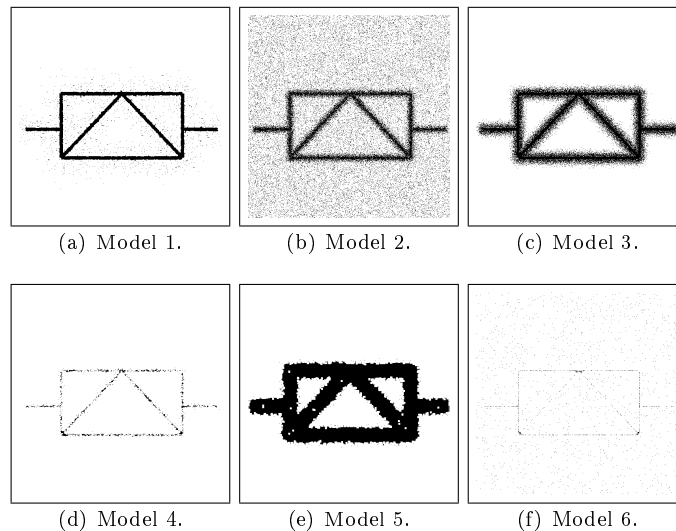 (a) Model 1.
(b) Model 2.
(c) Model 3.
(d) Model 4.
(e) Model 5.
(f) Model 6.